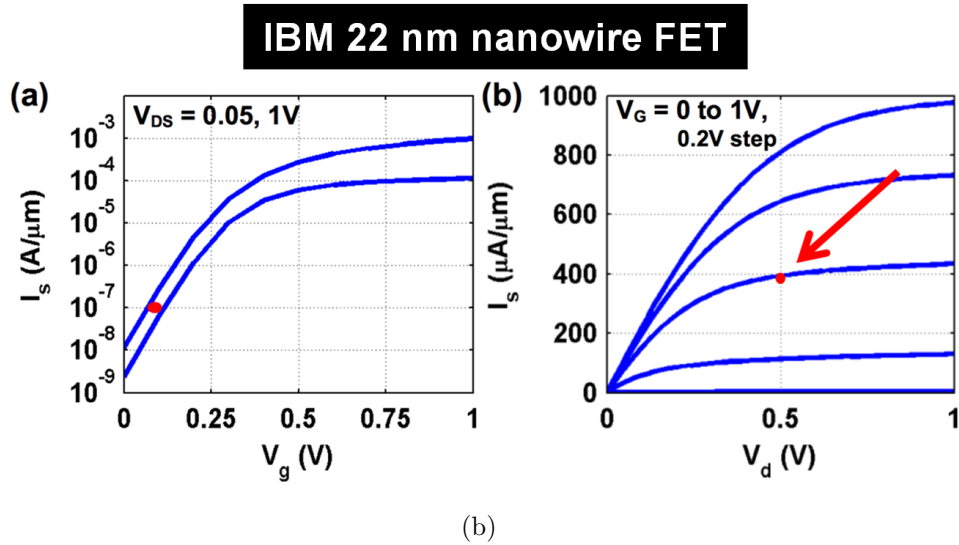 IBM 22 nm nanowire FET
(a)
V_DS = 0.05, 1V
10^-3
10^-4
10^-5
10^-6
10^-7
10^-8
10^-9
I_s (A/μm)
0 0.25 0.5 0.75 1
V_g (V)
(b)
V_G = 0 to 1V,
0.2V step
1000
800
600
400
200
0
I_s (μA/μm)
0 0.5 1
V_d (V)
(b)